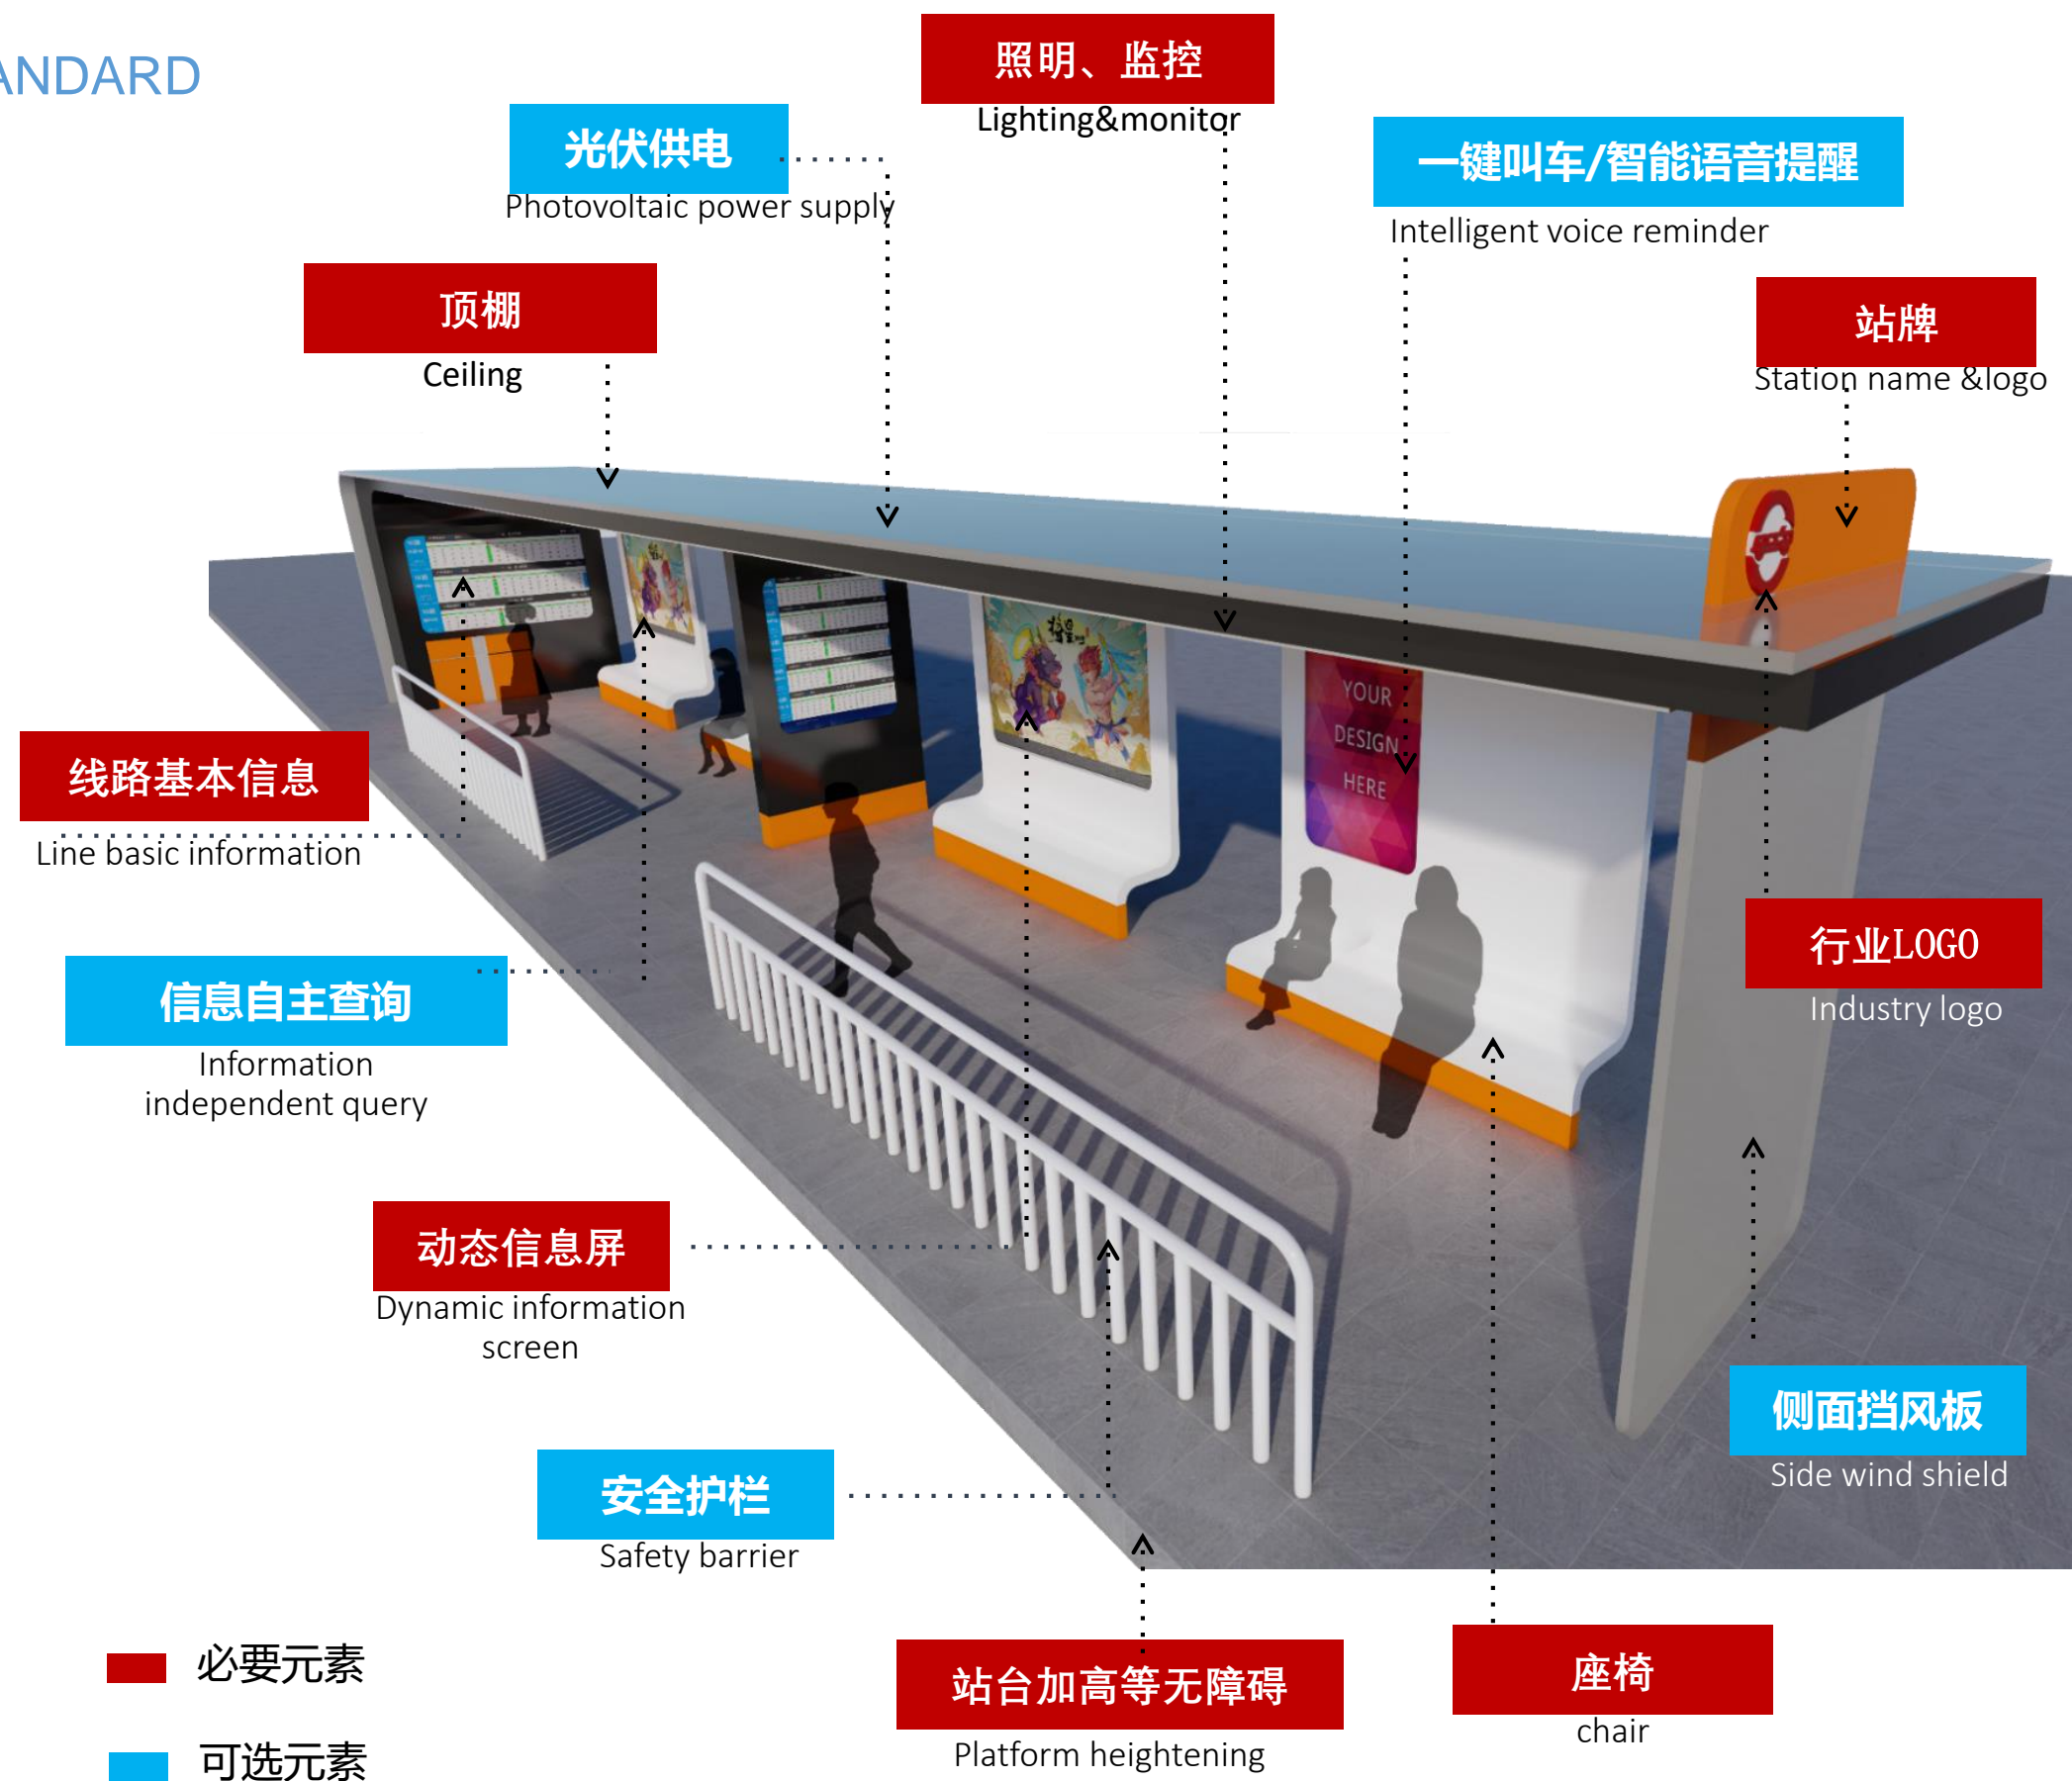 ANDARD
照明、监控
Lighting&monitor
光伏供电
Photovoltaic power supply
一键叫车/智能语音提醒
Intelligent voice reminder
顶棚
Ceiling
站牌
Station name &logo
YOUR
DESIGN
HERE
线路基本信息
Line basic information
行业LOGO
Industry logo
信息自主查询
Information
independent query
动态信息屏
Dynamic information
screen
侧面挡风板
Side wind shield
安全护栏
Safety barrier
站台加高等无障碍
Platform heightening
座椅
chair
必要元素
可选元素